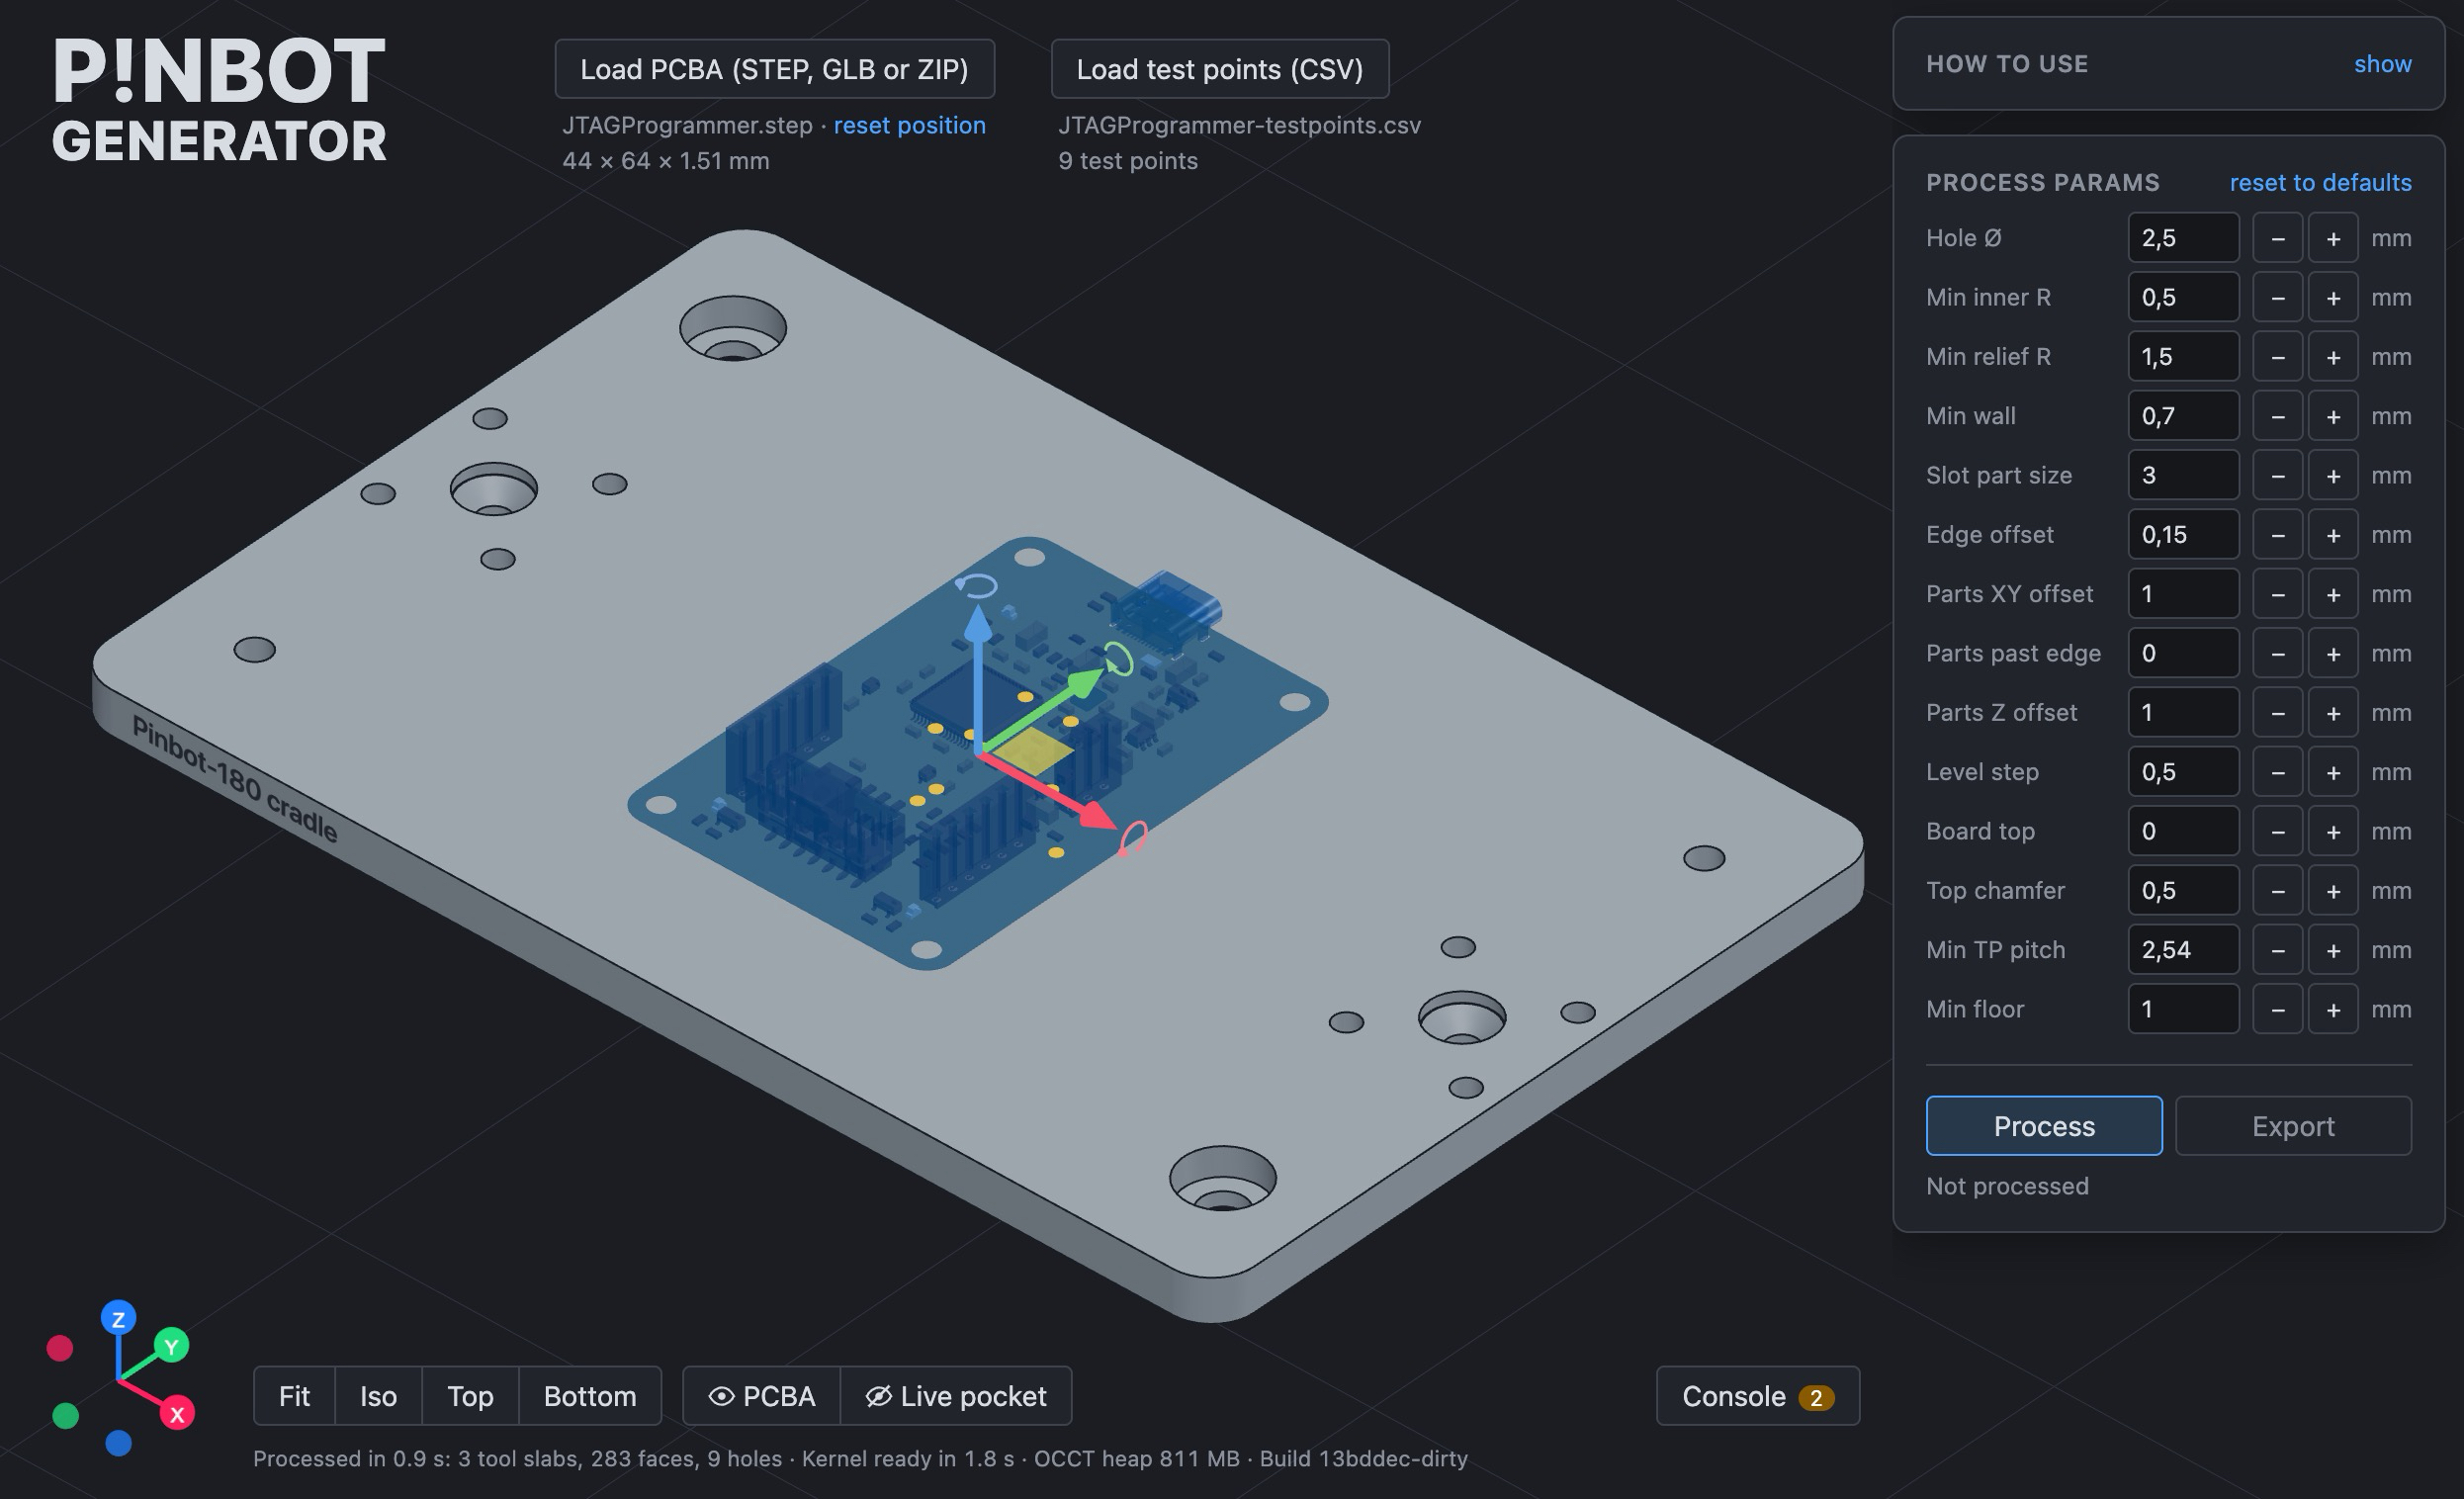 P!NBOT
GENERATOR
Load PCBA (STEP, GLB or ZIP)
JTAGProgrammer.step · reset position
44 × 64 × 1.51 mm
Load test points (CSV)
JTAGProgrammer-testpoints.csv
9 test points
HOW TO USE show
PROCESS PARAMS reset to defaults
Hole Ø 2,5 − + mm
Min inner R 0,5 − + mm
Min relief R 1,5 − + mm
Min wall 0,7 − + mm
Slot part size 3 − + mm
Edge offset 0,15 − + mm
Parts XY offset 1 − + mm
Parts past edge 0 − + mm
Parts Z offset 1 − + mm
Level step 0,5 − + mm
Board top 0 − + mm
Top chamfer 0,5 − + mm
Min TP pitch 2,54 − + mm
Min floor 1 − + mm
Process Export
Not processed
Pinbot-180 cradle
Z
Y
X
Fit Iso Top Bottom PCBA Live pocket
Console 2
Processed in 0.9 s: 3 tool slabs, 283 faces, 9 holes · Kernel ready in 1.8 s · OCCT heap 811 MB · Build 13bddec-dirty